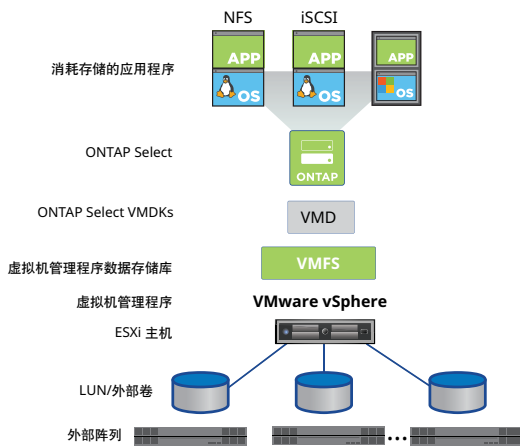 NFS
iSCSI
消耗存储的应用程序
APP
APP
APP
OS
OS
OS
ONTAP Select
ONTAP
ONTAP Select VMDKs
VMD
虚拟机管理程序数据存储库
VMFS
虚拟机管理程序
VMware vSphere
ESXi 主机
LUN/外部卷
外部阵列
...